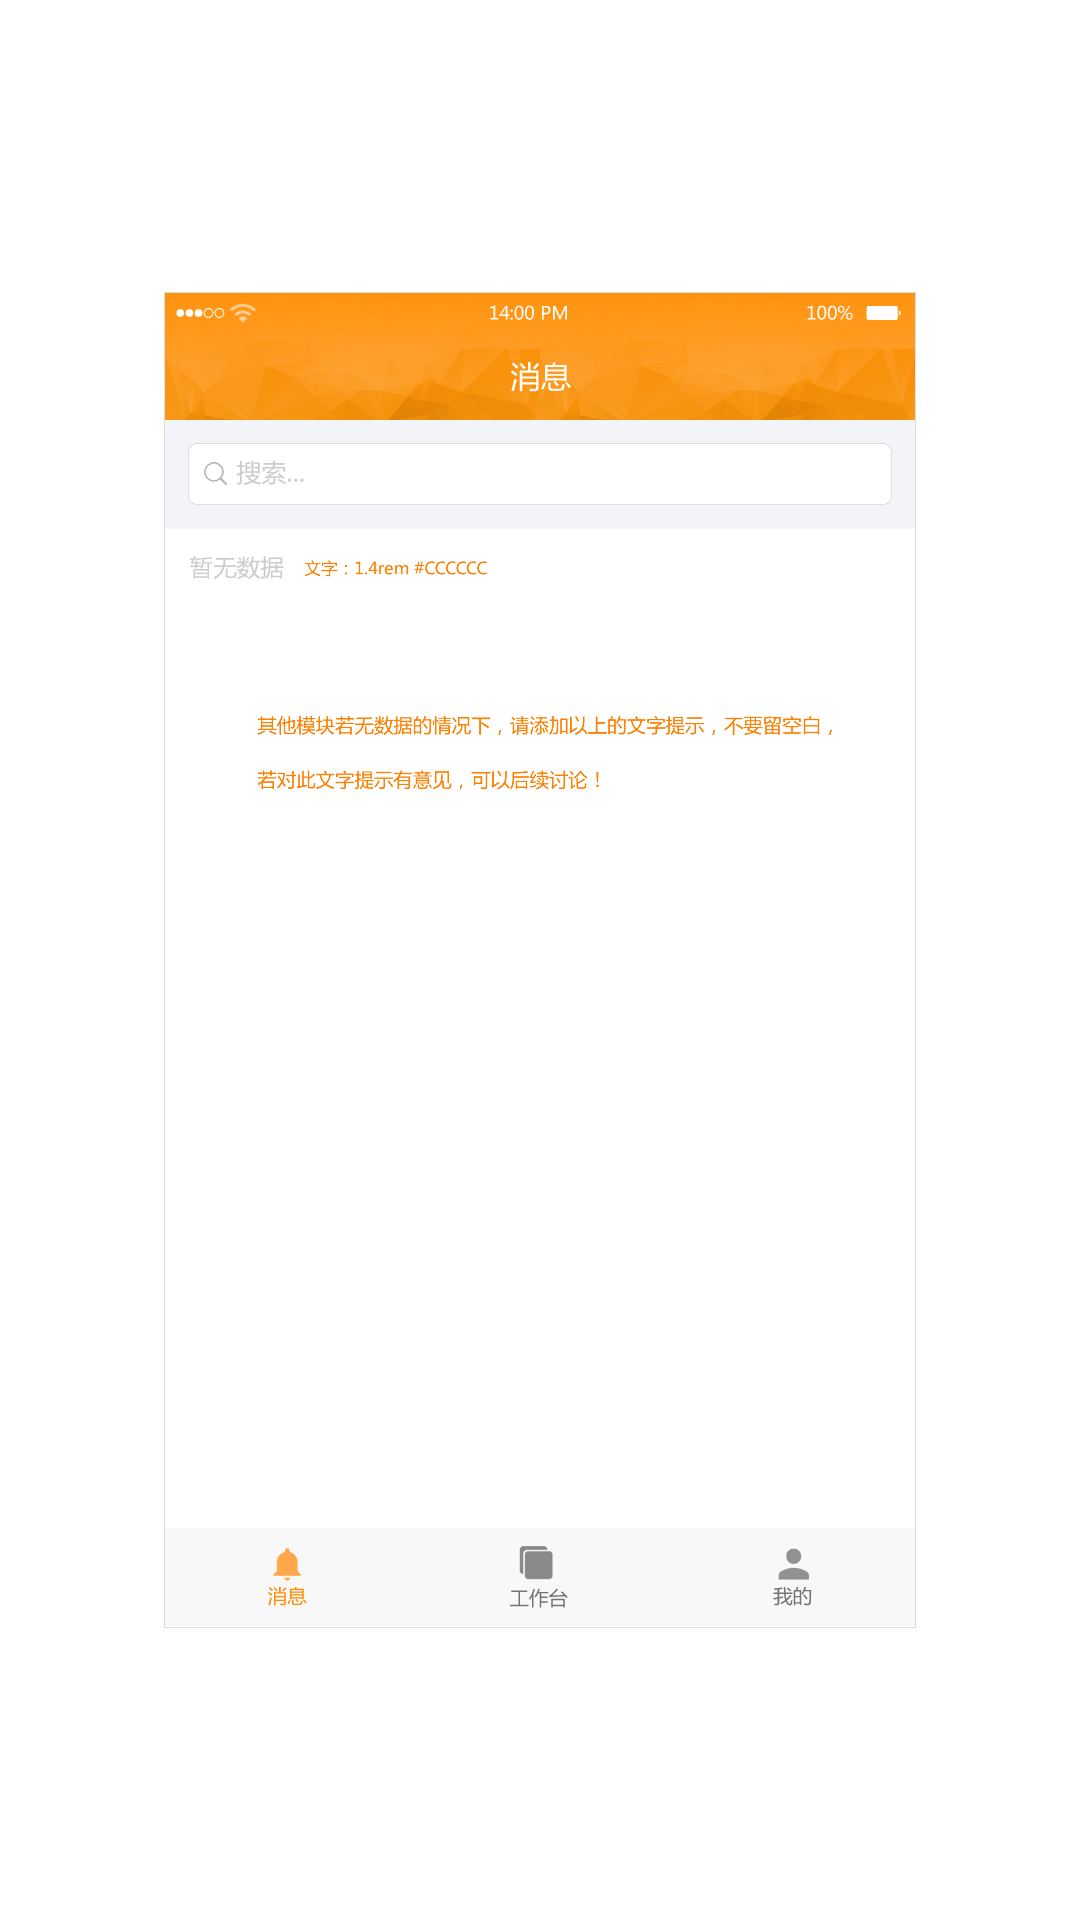 14:00 PM
100%
消息
搜索...
暂无数据
文字：1.4rem #CCCCCC
其他模块若无数据的情况下，请添加以上的文字提示，不要留空白，
若对此文字提示有意见，可以后续讨论！
消息
工作台
我的